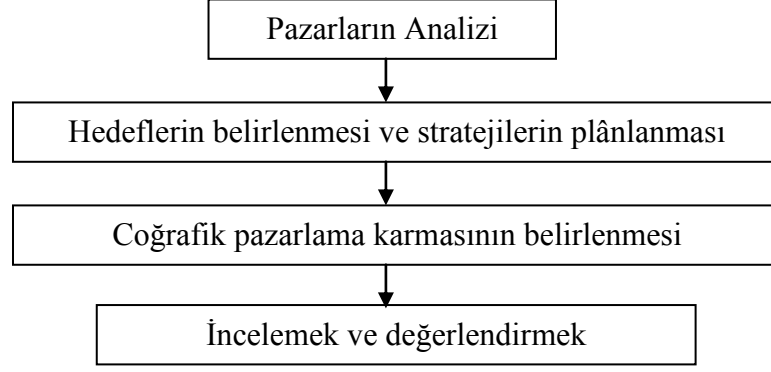 Pazarların Analizi
Hedeflerin belirlenmesi ve stratejilerin plânlanması
Coğrafik pazarlama karmasının belirlenmesi
İncelemek ve değerlendirmek